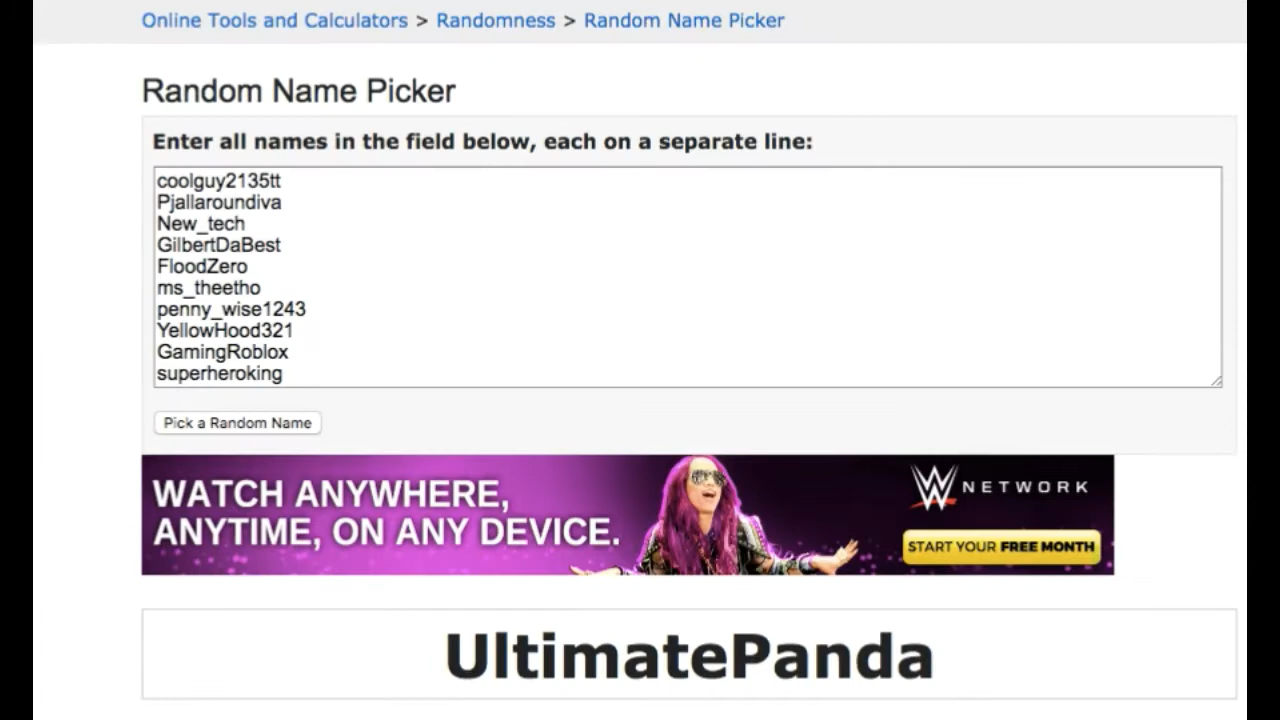 Online Tools and Calculators > Randomness > Random Name Picker
Random Name Picker
Enter all names in the field below, each on a separate line:
coolguy2135tt
Pjallaroundiva
New_tech
GilbertDaBest
FloodZero
ms_theetho
penny_wise1243
YellowHood321
GamingRoblox
superheroking
Pick a Random Name
WATCH ANYWHERE,
ANYTIME, ON ANY DEVICE.
W NETWORK
START YOUR FREE MONTH
UltimatePanda